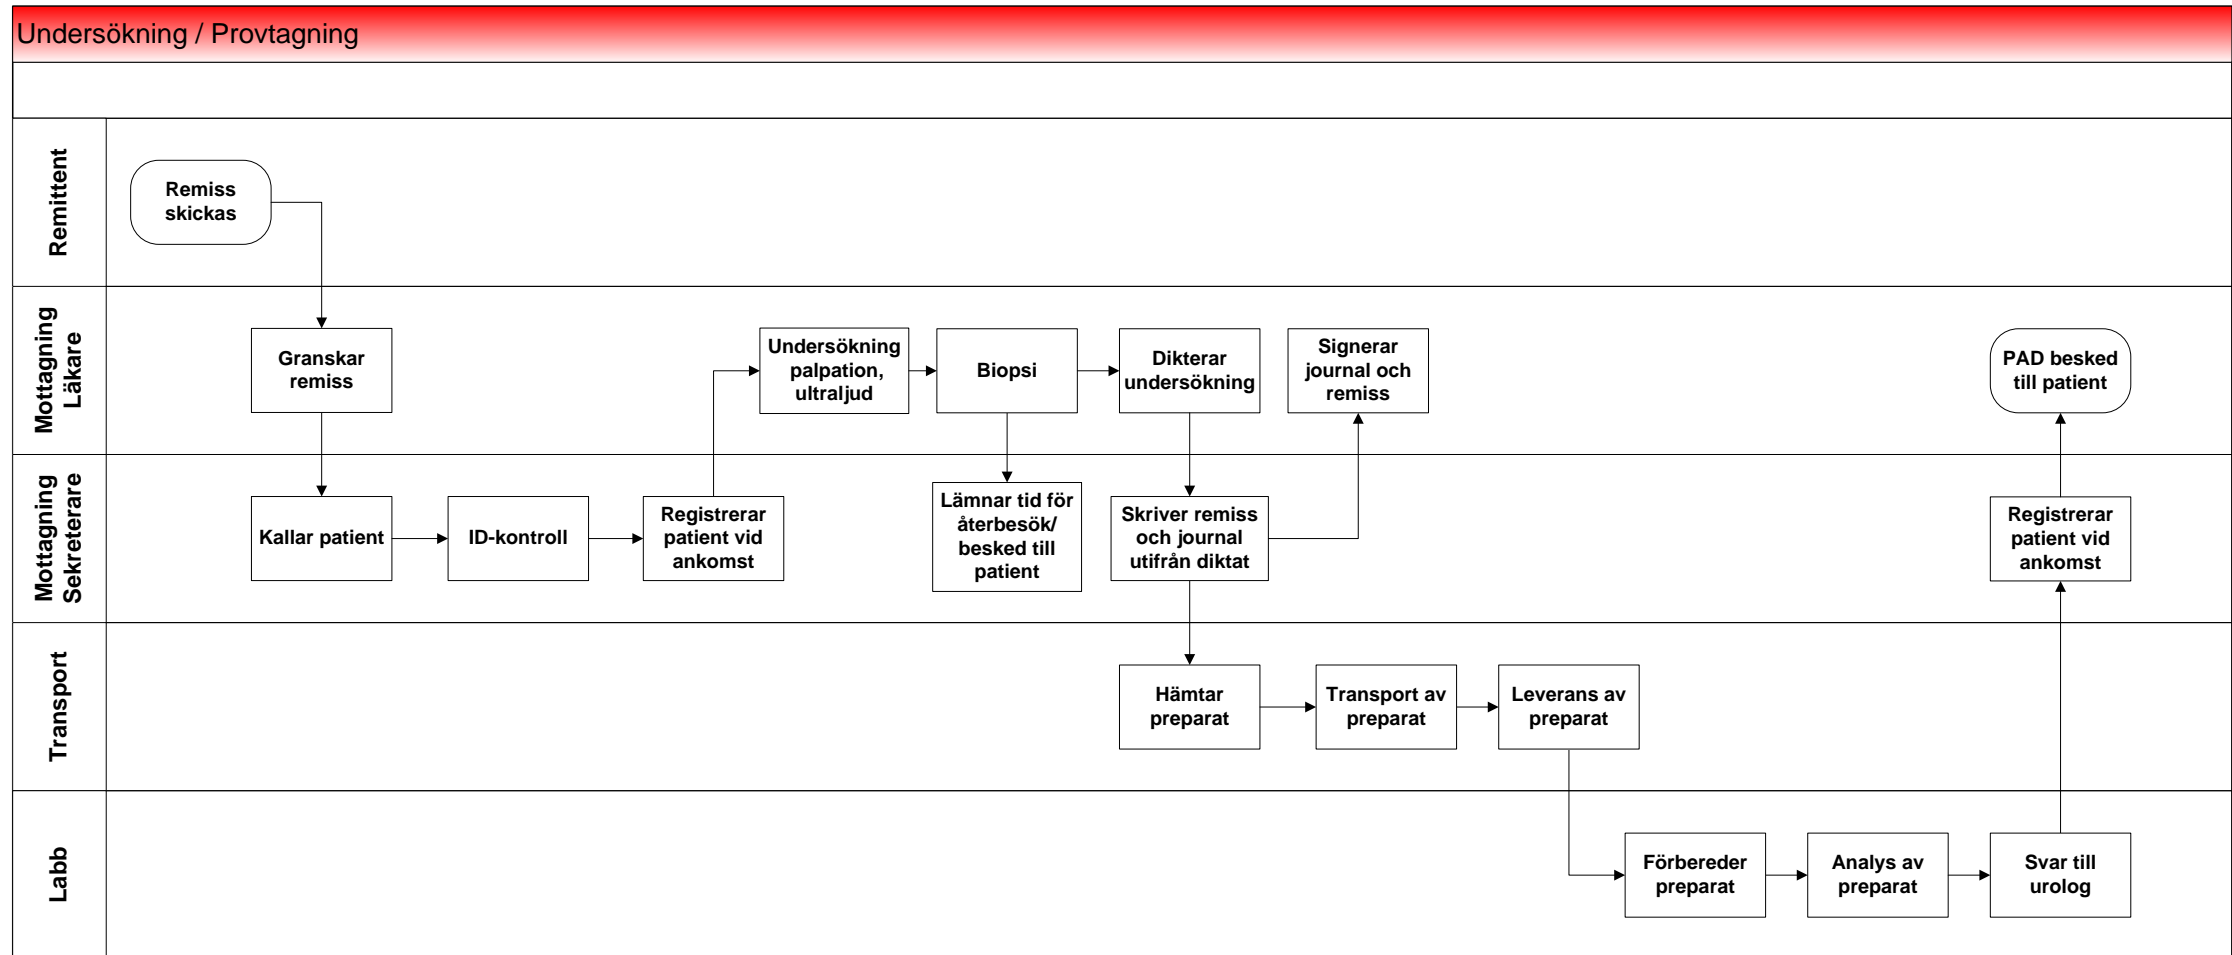 Undersökning / Provtagning
Remittent
Remiss
skickas
Mottagning
Läkare
Granskar
remiss
Undersökning
palpation,
ultraljud
Biopsi
Dikterar
undersökning
Signerar
journal och
remiss
PAD besked
till patient
Mottagning
Sekreterare
Kallar patient
ID-kontroll
Registrerar
patient vid
ankomst
Lämnar tid för
återbesök/
besked till
patient
Skriver remiss
och journal
utifrån diktat
Registrerar
patient vid
ankomst
Transport
Hämtar
preparat
Transport av
preparat
Leverans av
preparat
Labb
Förbereder
preparat
Analys av
preparat
Svar till
urolog